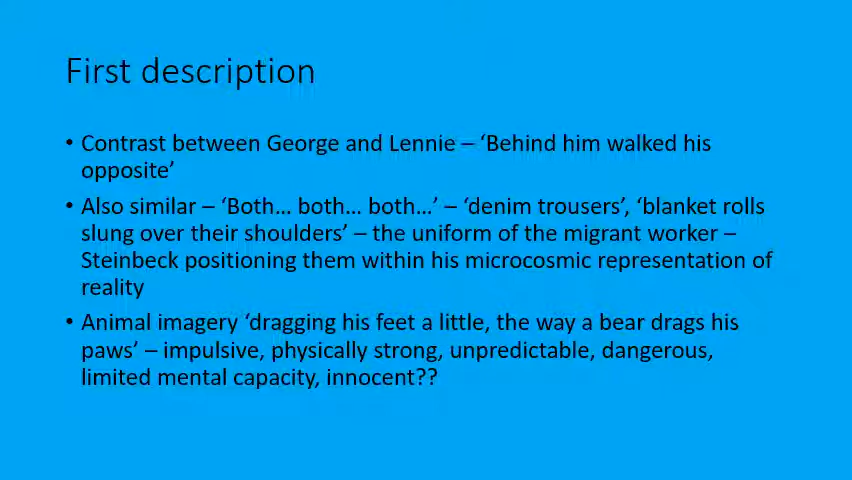 First description
• Contrast between George and Lennie – ‘Behind him walked his
opposite’
• Also similar – ‘Both… both… both…’ – ‘denim trousers’, ‘blanket rolls
slung over their shoulders’ – the uniform of the migrant worker –
Steinbeck positioning them within his microcosmic representation of
reality
• Animal imagery ‘dragging his feet a little, the way a bear drags his
paws’ – impulsive, physically strong, unpredictable, dangerous,
limited mental capacity, innocent??